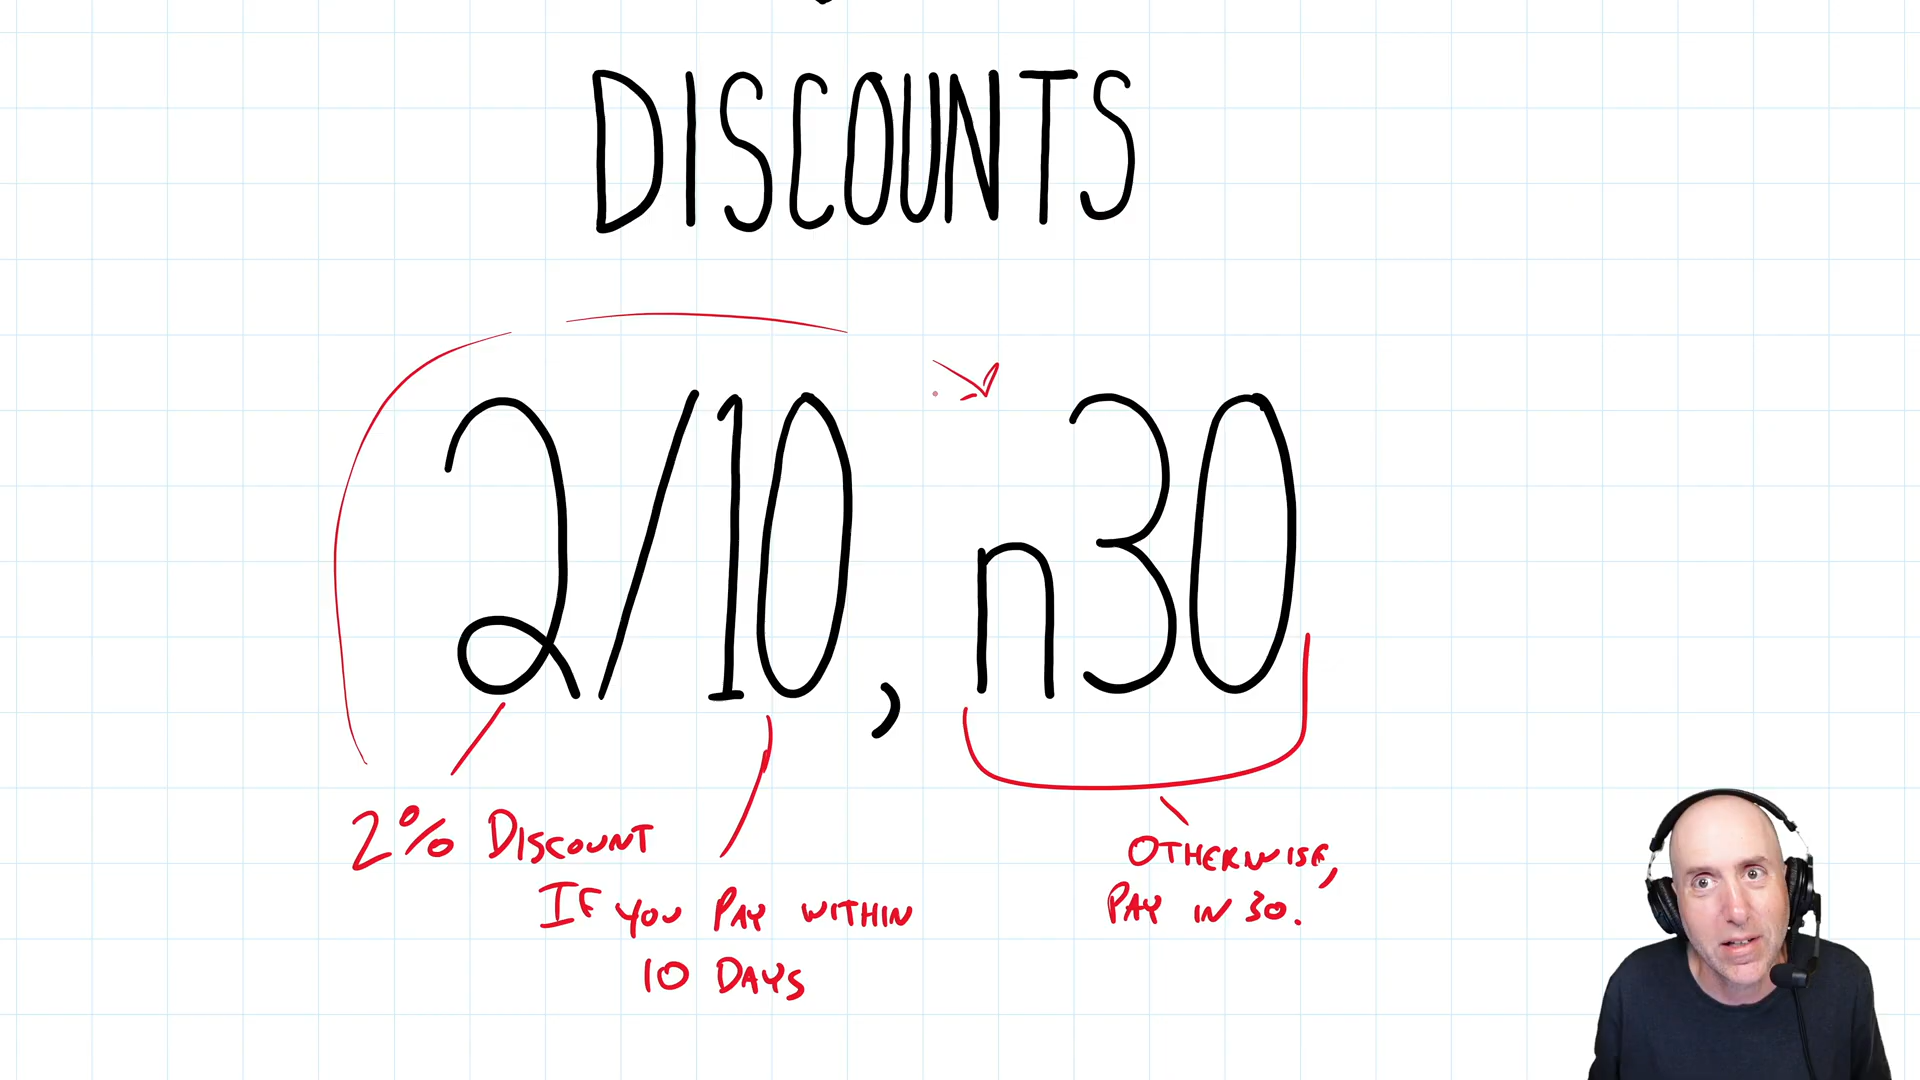 DISCOUNTS
2/10, n30
2% DISCOUNT
IF YOU PAY WITHIN
10 DAYS
OTHERWISE,
PAY IN 30.